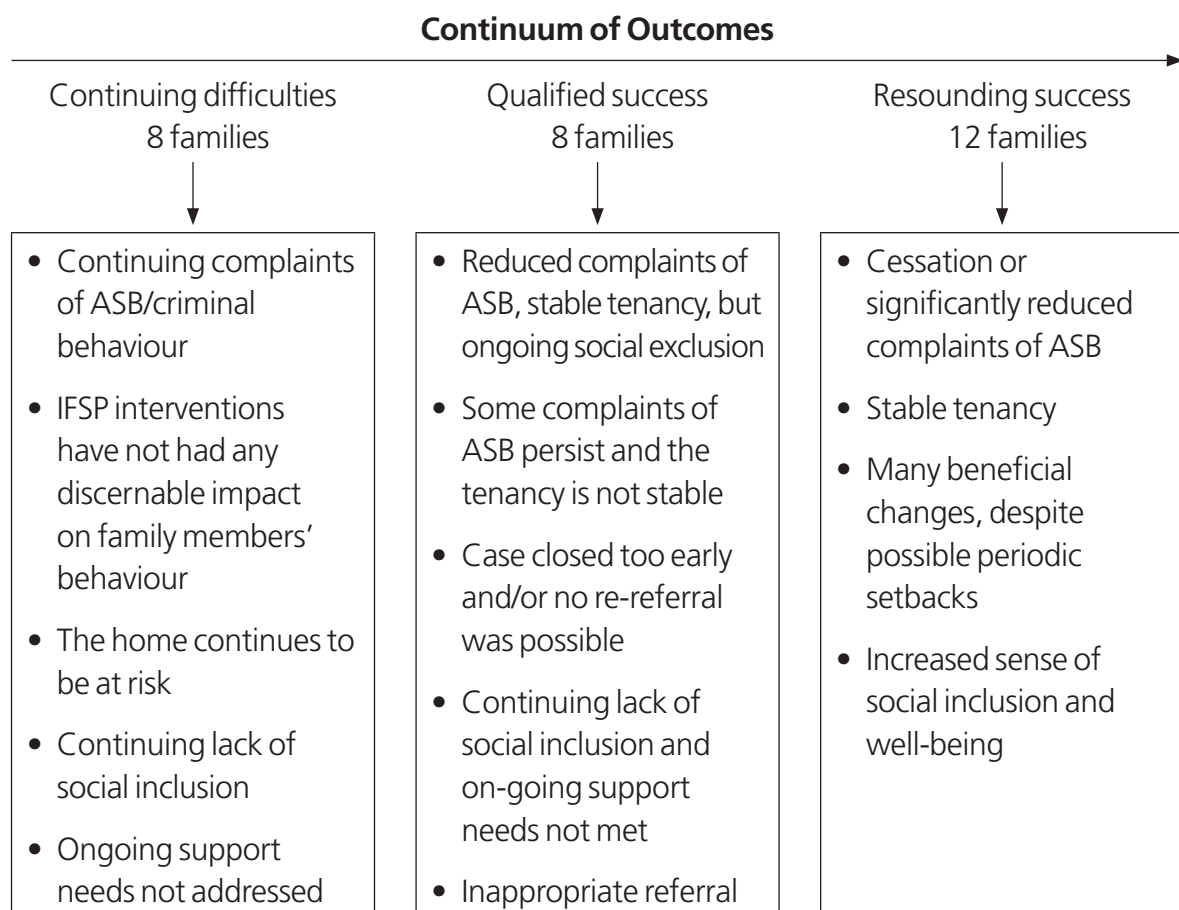 Continuum of Outcomes
Continuing difficulties
8 families
Qualified success
8 families
Resounding success
12 families
• Continuing complaints
of ASB/criminal
behaviour
• IFSP interventions
have not had any
discernable impact
on family members’
behaviour
• The home continues to
be at risk
• Continuing lack of
social inclusion
• Ongoing support
needs not addressed
• Reduced complaints of
ASB, stable tenancy, but
ongoing social exclusion
• Some complaints of
ASB persist and the
tenancy is not stable
• Case closed too early
and/or no re-referral
was possible
• Continuing lack of
social inclusion and
on-going support
needs not met
• Inappropriate referral
• Cessation or
significantly reduced
complaints of ASB
• Stable tenancy
• Many beneficial
changes, despite
possible periodic
setbacks
• Increased sense of
social inclusion and
well-being